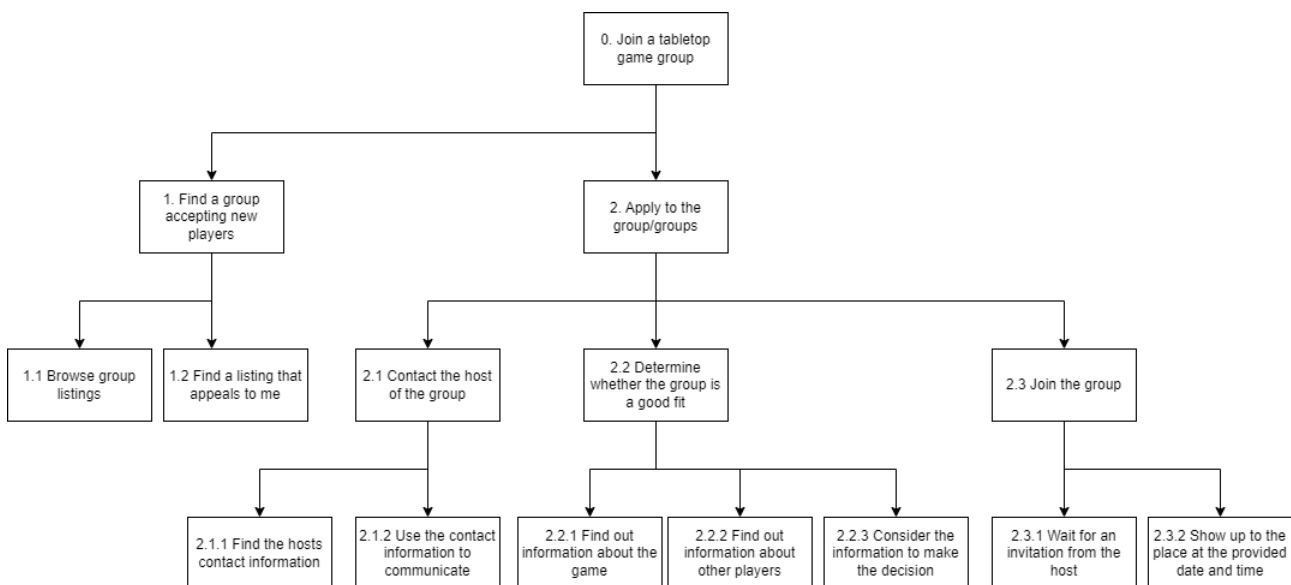 0. Join a tabletop
game group
1. Find a group
accepting new
players
2. Apply to the
group/groups
1.1 Browse group
listings
1.2 Find a listing that
appeals to me
2.1 Contact the host
of the group
2.2 Determine
whether the group is
a good fit
2.3 Join the group
2.1.1 Find the hosts
contact information
2.1.2 Use the contact
information to
communicate
2.2.1 Find out
information about the
game
2.2.2 Find out
information about
other players
2.2.3 Consider the
information to make
the decision
2.3.1 Wait for an
invitation from the
host
2.3.2 Show up to the
place at the provided
date and time